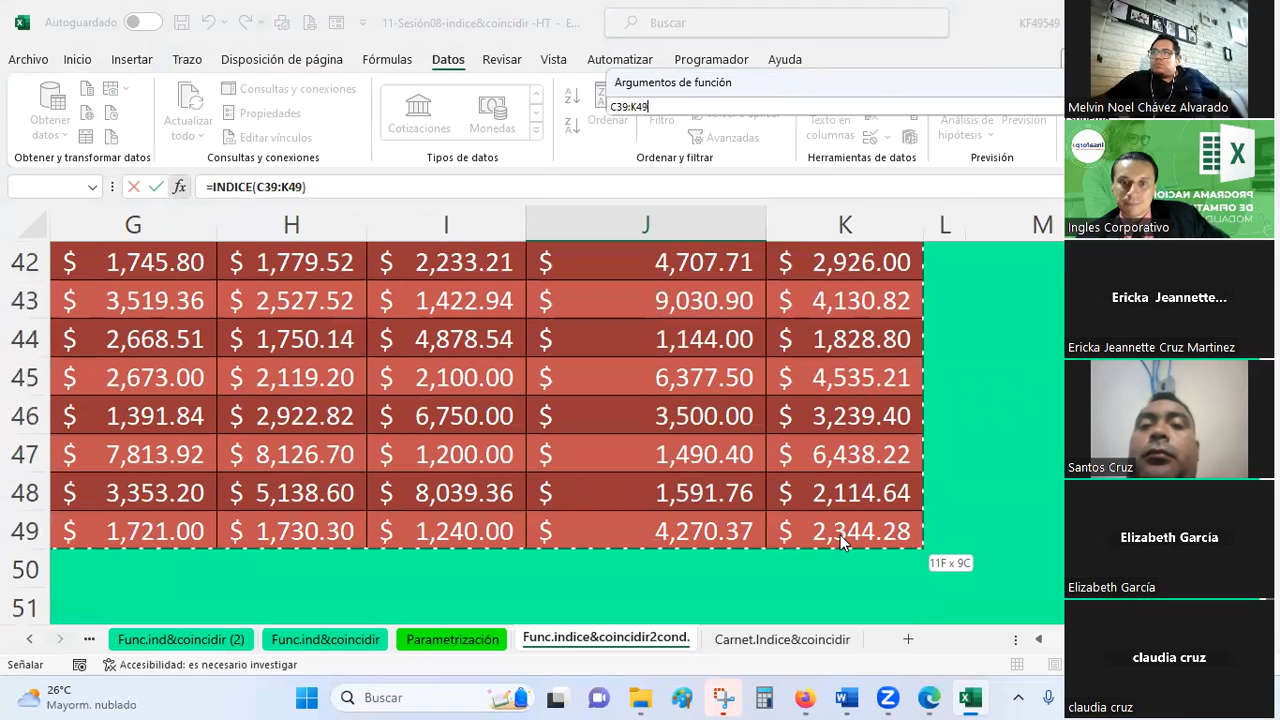 Autoguardado
11-Sesión08-indice&coincidir -HT - E...
Buscar
KF49549
Archivo Inicio Insertar Trazo Disposición de página Fórmulas Datos Revisar Vista Automatizar Programador Ayuda
Argumentos de función
C39:K49
Obtener datos
Actualizar todo
Consultas y conexiones
Propiedades
Editar vínculos
Cotizaciones
Monedas
Ordenar
Filtro
Avanzadas
Texto en columnas
Análisis de hipótesis
Previsión
Obtener y transformar datos
Consultas y conexiones
Tipos de datos
Ordenar y filtrar
Herramientas de datos
Previsión
fx =INDICE(C39:K49)
G H I J K L M
42 $ 1,745.80 $ 1,779.52 $ 2,233.21 $ 4,707.71 $ 2,926.00
43 $ 3,519.36 $ 2,527.52 $ 1,422.94 $ 9,030.90 $ 4,130.82
44 $ 2,668.51 $ 1,750.14 $ 4,878.54 $ 1,144.00 $ 1,828.80
45 $ 2,673.00 $ 2,119.20 $ 2,100.00 $ 6,377.50 $ 4,535.21
46 $ 1,391.84 $ 2,922.82 $ 6,750.00 $ 3,500.00 $ 3,239.40
47 $ 7,813.92 $ 8,126.70 $ 1,200.00 $ 1,490.40 $ 6,438.22
48 $ 3,353.20 $ 5,138.60 $ 8,039.36 $ 1,591.76 $ 2,114.64
49 $ 1,721.00 $ 1,730.30 $ 1,240.00 $ 4,270.37 $ 2,344.28
11F x 9C
50
51
Func.ind&coincidir (2) Func.ind&coincidir Parametrización Func.indice&coincidir2cond. Carnet.Indice&coincidir
Señalar
Accesibilidad: es necesario investigar
26°C
Mayorm. nublado
Buscar
Melvin Noel Chávez Alvarado
PROGRAMA NACIO
DE OFIMATI
MODALID
Ingles Corporativo
Ericka Jeannette...
Ericka Jeannette Cruz Martinez
Santos Cruz
Elizabeth García
Elizabeth García
claudia cruz
claudia cruz